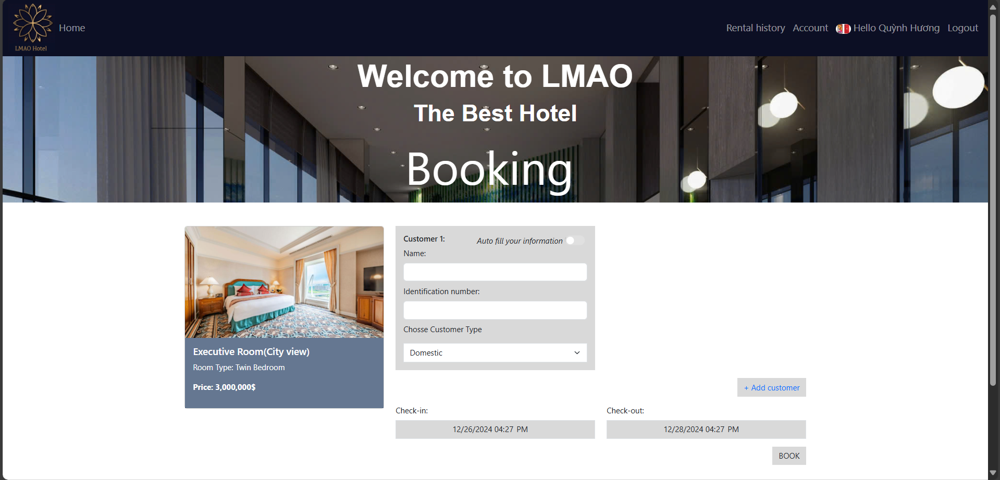 LMAO Hotel
Home
Rental history Account Hello Quỳnh Hương Logout
Welcome to LMAO
The Best Hotel
Booking
Customer 1: Auto fill your information
Name:
Identification number:
Chosse Customer Type
Domestic
Executive Room(City view)
Room Type: Twin Bedroom
Price: 3,000,000$
+ Add customer
Check-in: Check-out:
12/26/2024 04:27 PM 12/28/2024 04:27 PM
BOOK